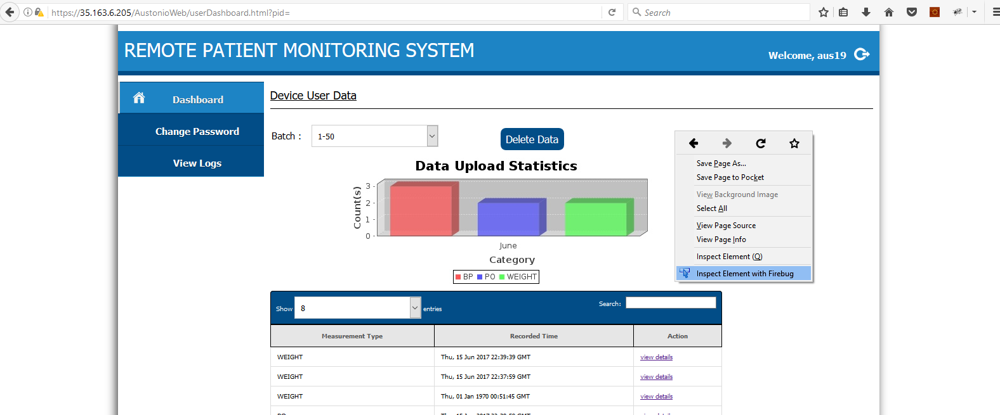 https://35.163.6.205/AustonioWeb/userDashboard.html?pid=
Search
REMOTE PATIENT MONITORING SYSTEM
Welcome, aus19
Dashboard
Change Password
View Logs
Device User Data
Batch :
1-50
Delete Data
Data Upload Statistics
Count(s)
3
2
1
0
June
Category
BP PO WEIGHT
Save Page As...
Save Page to Pocket
View Background Image
Select All
View Page Source
View Page Info
Inspect Element (Q)
Inspect Element with Firebug
Show 8 entries
Search:
Measurement Type Recorded Time Action
WEIGHT Thu, 15 Jun 2017 22:39:39 GMT view details
WEIGHT Thu, 15 Jun 2017 22:37:59 GMT view details
WEIGHT Thu, 01 Jan 1970 00:51:45 GMT view details